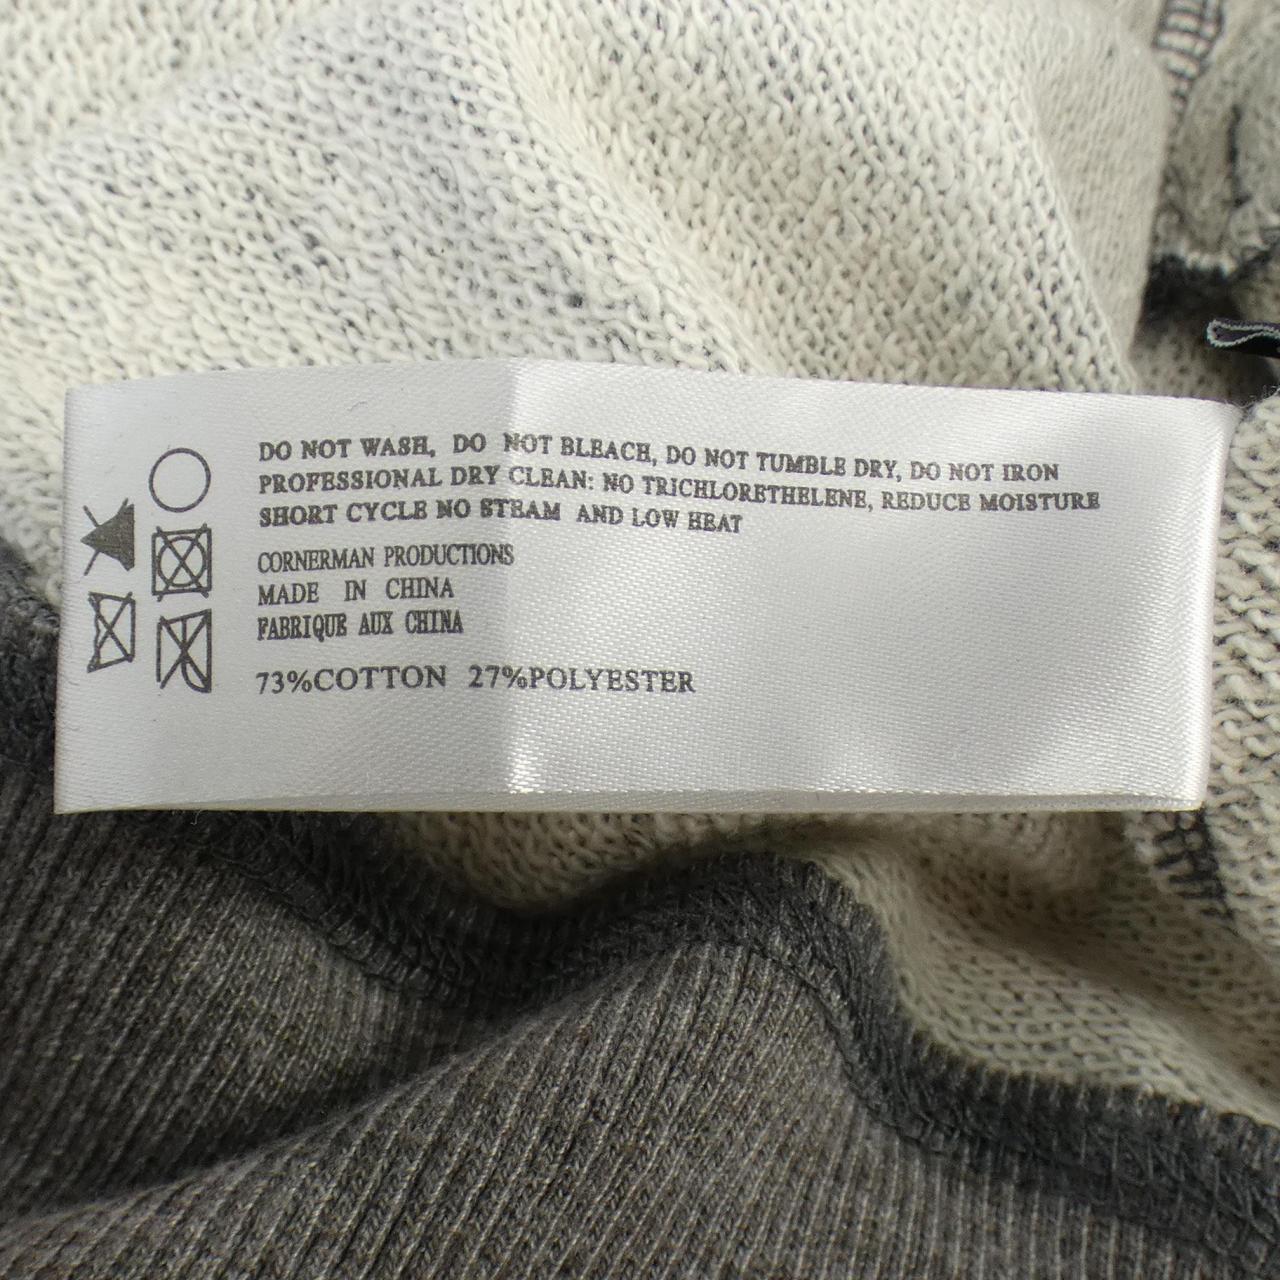 DO NOT WASH, DO NOT BLEACH, DO NOT TUMBLE DRY, DO NOT IRON
PROFESSIONAL DRY CLEAN: NO TRICHLORETHELENE, REDUCE MOISTURE
SHORT CYCLE NO STEAM AND LOW HEAT
CORNERMAN PRODUCTIONS
MADE IN CHINA
FABRIQUE AUX CHINA
73%COTTON 27%POLYESTER